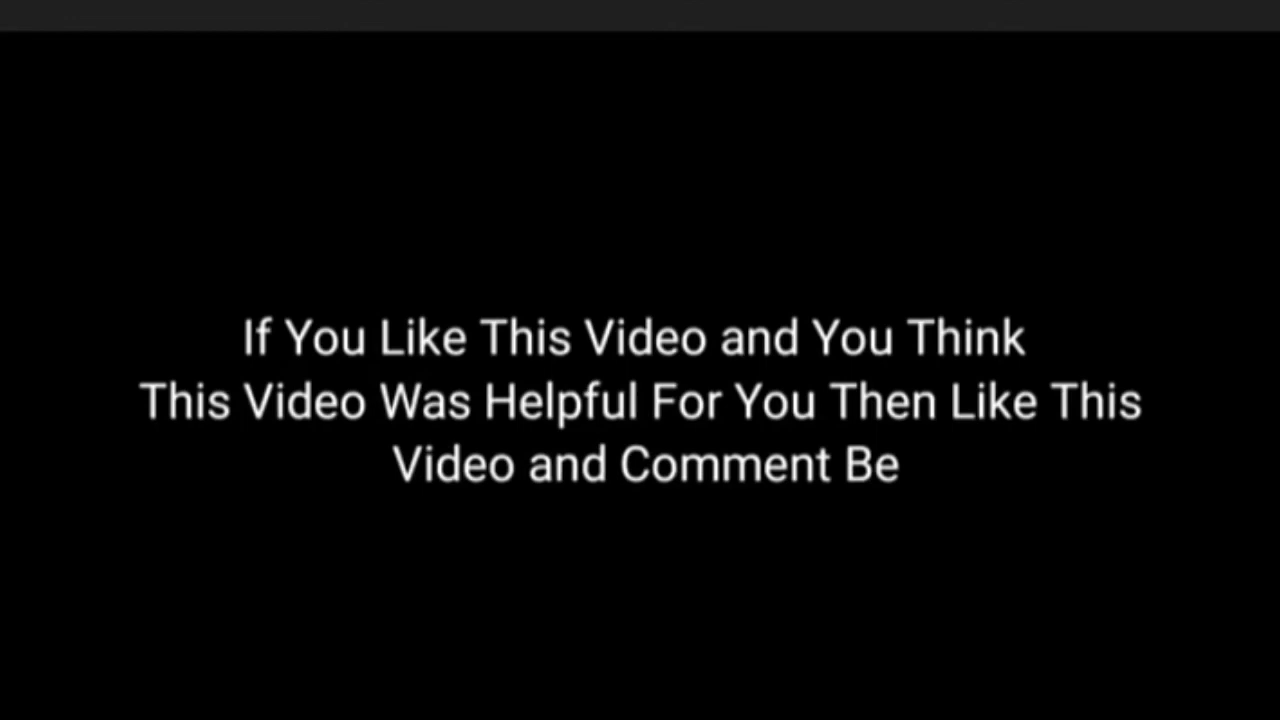 If You Like This Video and You Think
This Video Was Helpful For You Then Like This
Video and Comment Be